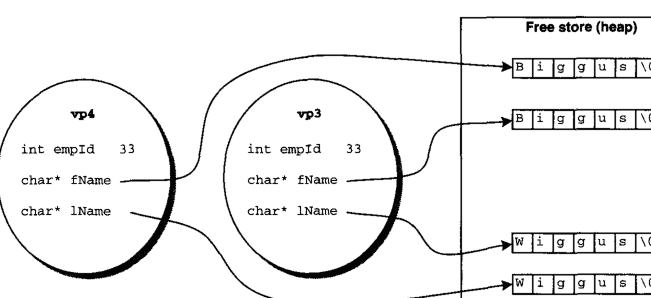 Free store (heap)
B i g g u s \0
vp4
vp3
B i g g u s \0
int empId 33
int empId 33
char* fName
char* fName
char* lName
char* lName
W i g g u s \0
W i g g u s \0